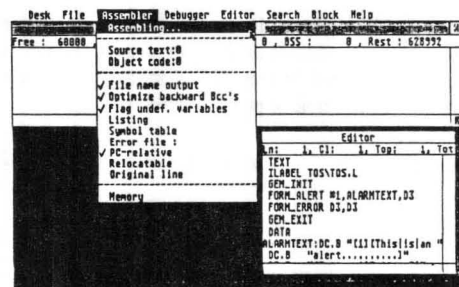 Desk File Assembler Debugger Editor Search Block Help
Assembling...
Free : 60000 , 0 , BSS : 0 , Rest : 628992
Source text:0
Object code:0
√ File name output
√ Optimize backward Bcc's
√ Flag undef. variables
Listing
Symbol table
Error file :
√ PC-relative
Relocatable
Original line
Memory
Editor
Ln: 1, Cl: 1, Top: 1, Tot
TEXT
ILABEL TOS\TOS.L
GEM_INIT
FORM_ALERT #1,ALARMTEXT,D3
FORM_ERROR D3,D3
GEM_EXIT
DATA
ALARMTEXT:DC.B "[1][This|is|an "
DC.B "alert..........]"